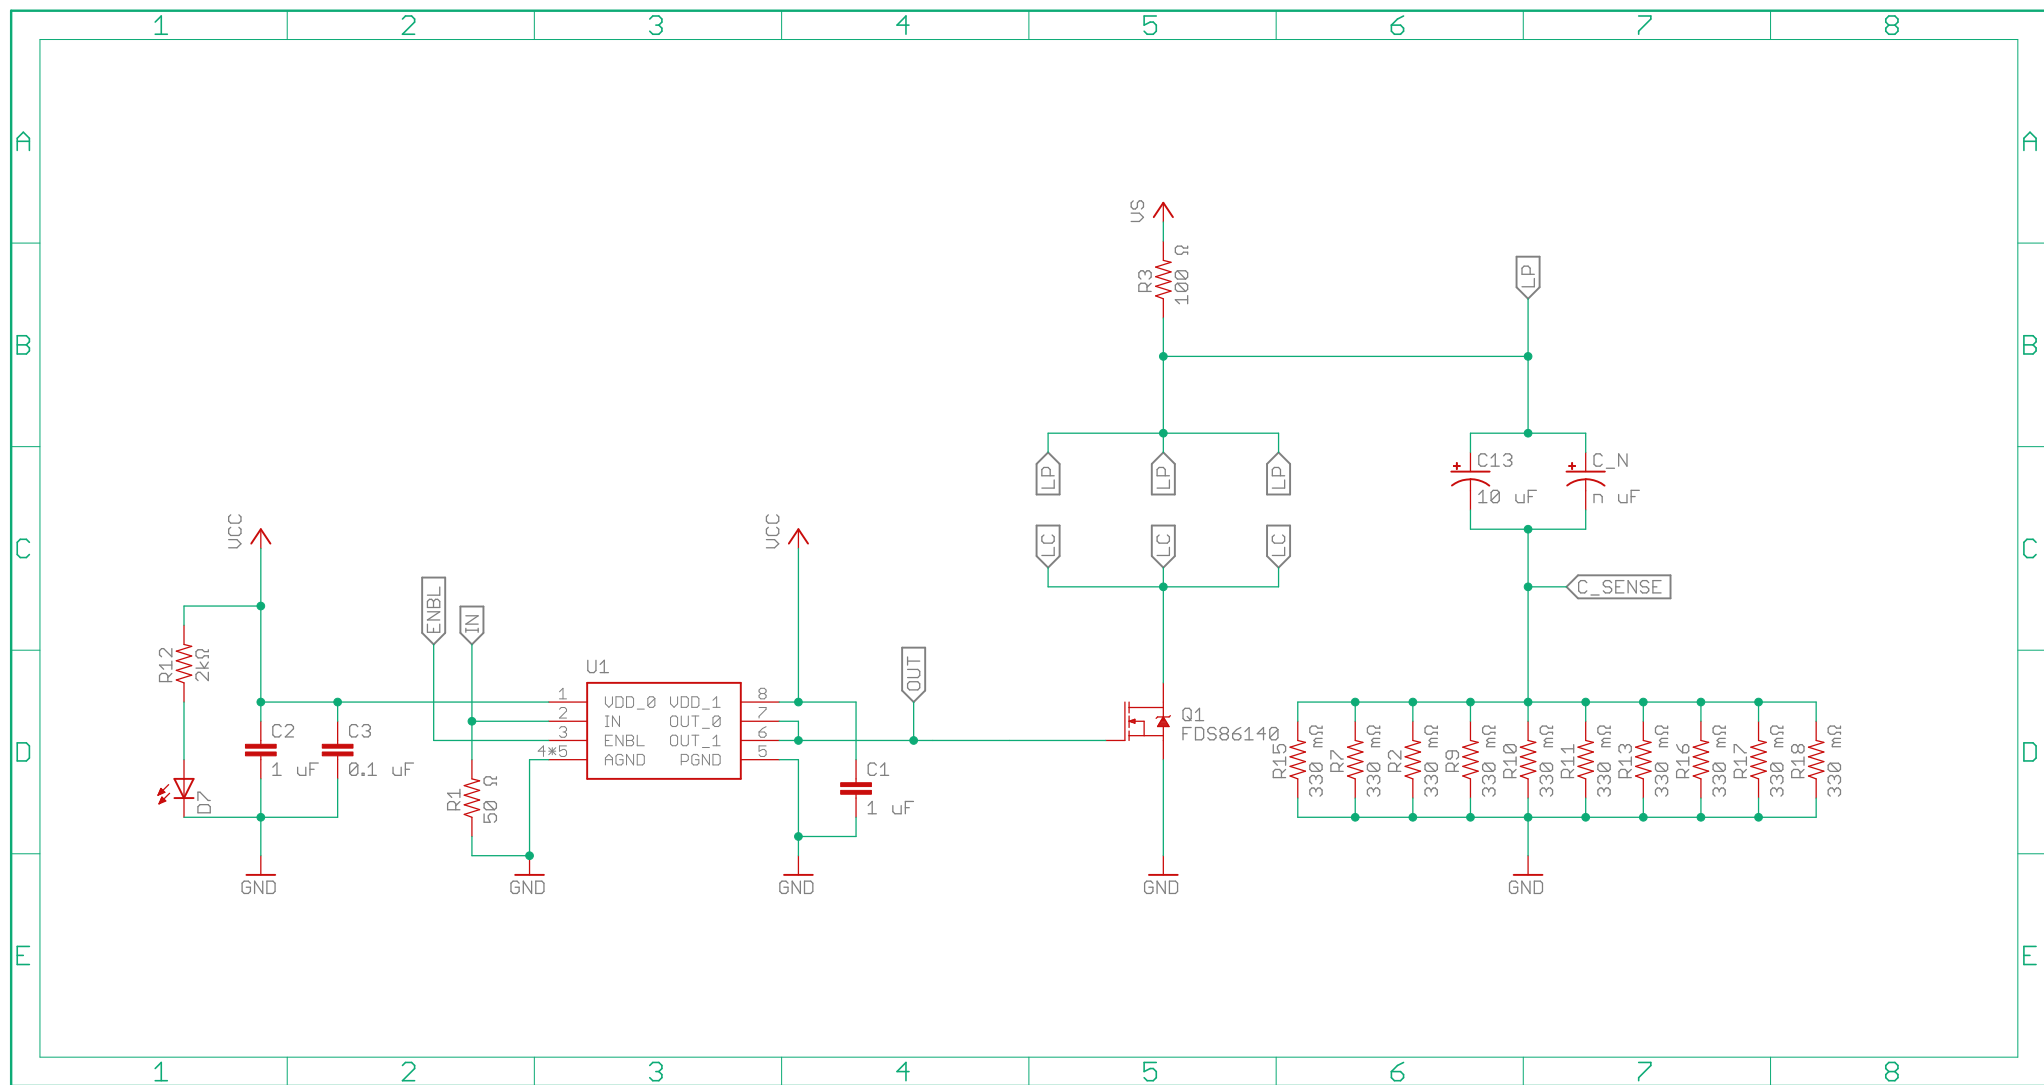 1 2 3 4 5 6 7 8
A A
VS
R3
100 Ω
LP
B B
LP LP LP
C13
10 uF
C_N
n uF
VCC
VCC
LC LC LC
C C
ENBL
IN
C_SENSE
R12
2kΩ
U1
OUT
1 VDD_0 VDD_1 8
2 IN OUT_0 7
3 ENBL OUT_1 6
4*5 AGND PGND 5
C2
1 uF
C3
0.1 uF
D7
R1
50 Ω
C1
1 uF
Q1
FDS86140
D D
R15
330 mΩ
R7
330 mΩ
R2
330 mΩ
R9
330 mΩ
R10
330 mΩ
R11
330 mΩ
R13
330 mΩ
R16
330 mΩ
R17
330 mΩ
R18
330 mΩ
GND GND GND GND GND
E E
1 2 3 4 5 6 7 8